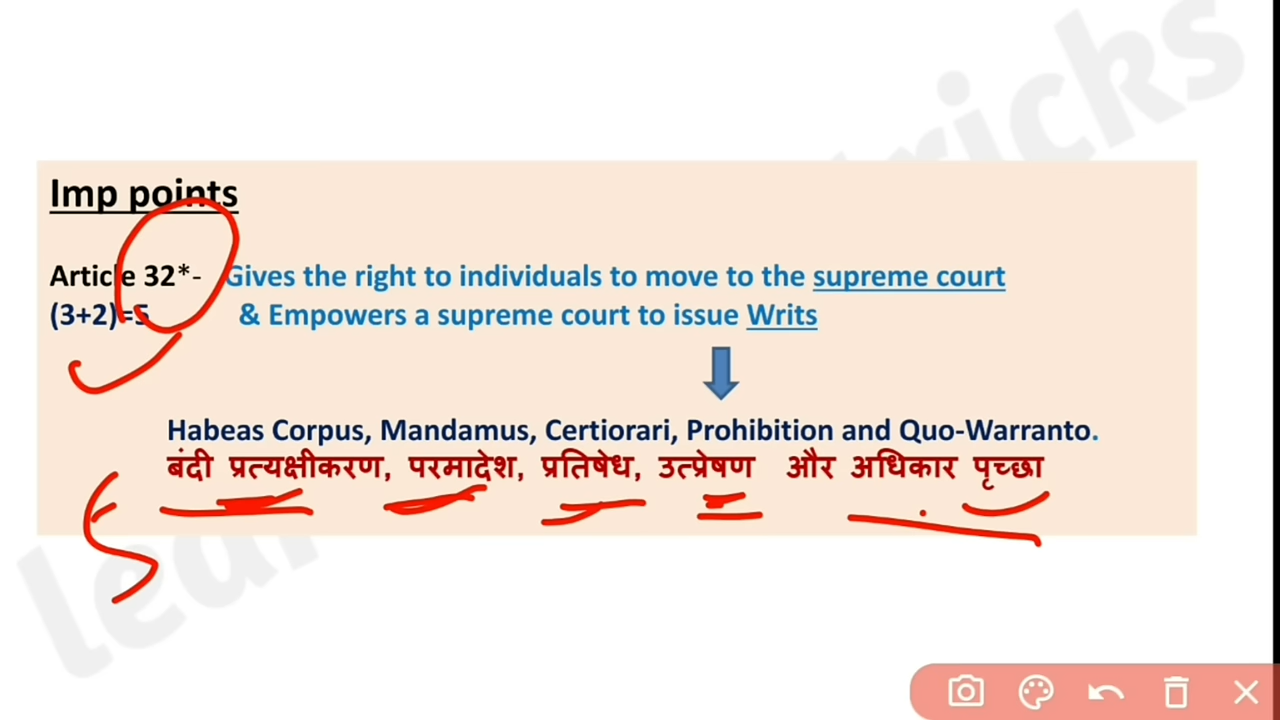 Imp points
Article 32*- Gives the right to individuals to move to the supreme court
(3+2)=5 & Empowers a supreme court to issue Writs
Habeas Corpus, Mandamus, Certiorari, Prohibition and Quo-Warranto.
बंदी प्रत्यक्षीकरण, परमादेश, प्रतिषेध, उत्प्रेषण और अधिकार पृच्छा
5